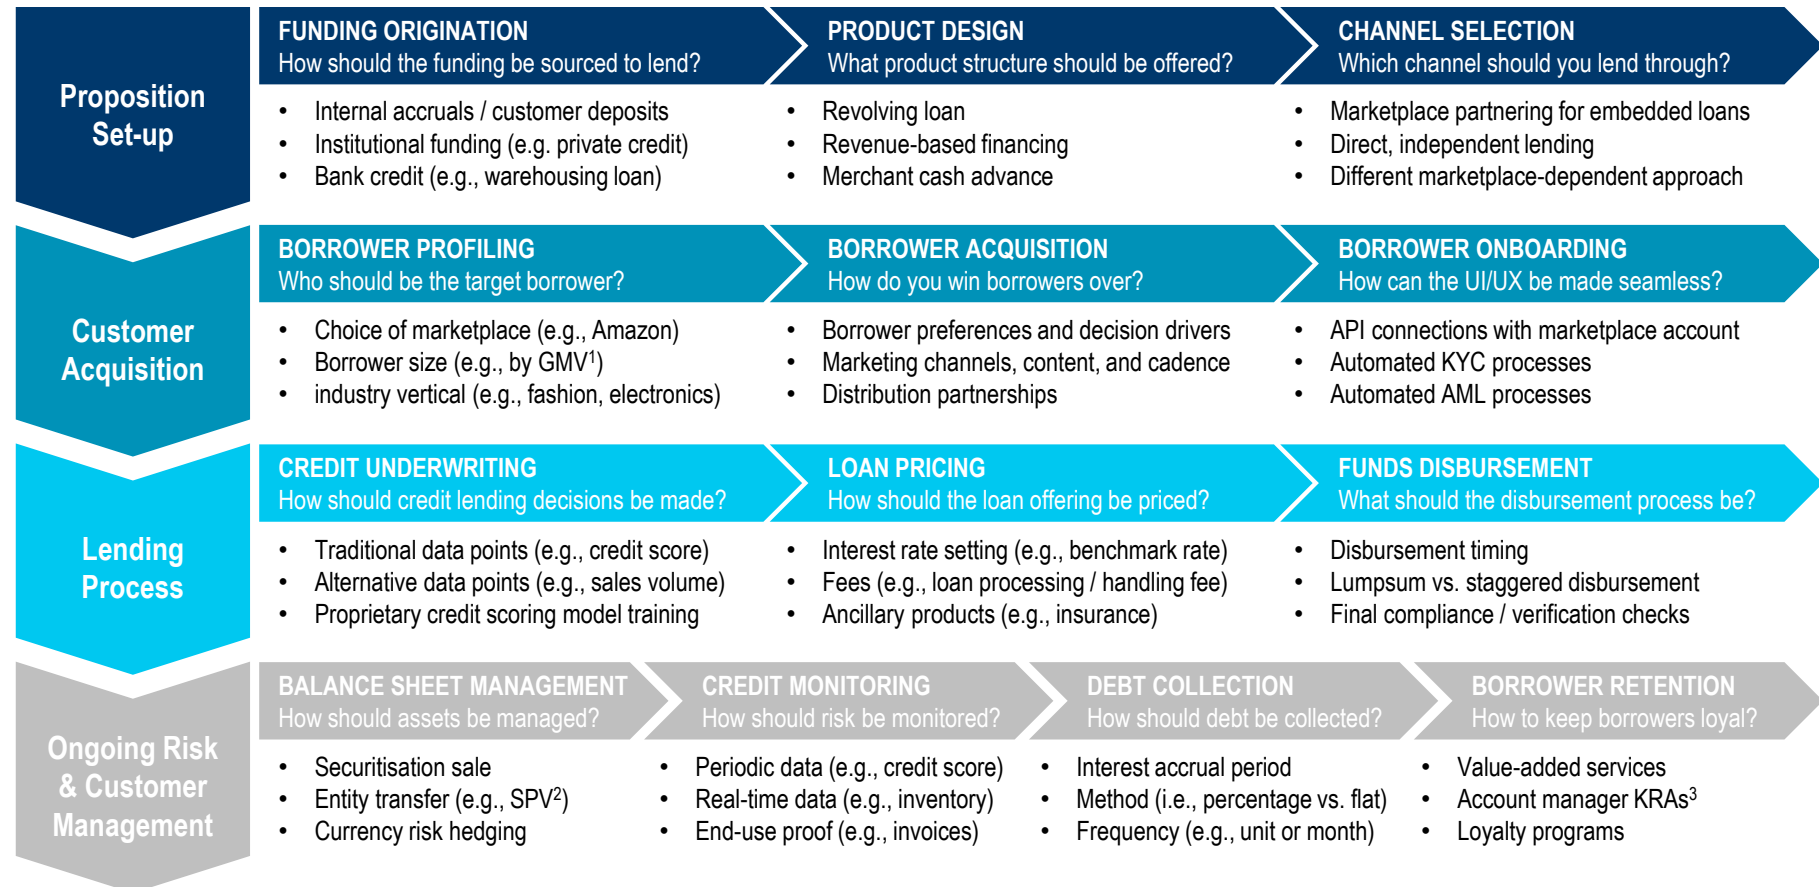 Proposition
Set-up
FUNDING ORIGINATION
How should the funding be sourced to lend?
• Internal accruals / customer deposits
• Institutional funding (e.g. private credit)
• Bank credit (e.g., warehousing loan)
PRODUCT DESIGN
What product structure should be offered?
• Revolving loan
• Revenue-based financing
• Merchant cash advance
CHANNEL SELECTION
Which channel should you lend through?
• Marketplace partnering for embedded loans
• Direct, independent lending
• Different marketplace-dependent approach
Customer
Acquisition
BORROWER PROFILING
Who should be the target borrower?
• Choice of marketplace (e.g., Amazon)
• Borrower size (e.g., by GMV¹)
• industry vertical (e.g., fashion, electronics)
BORROWER ACQUISITION
How do you win borrowers over?
• Borrower preferences and decision drivers
• Marketing channels, content, and cadence
• Distribution partnerships
BORROWER ONBOARDING
How can the UI/UX be made seamless?
• API connections with marketplace account
• Automated KYC processes
• Automated AML processes
Lending
Process
CREDIT UNDERWRITING
How should credit lending decisions be made?
• Traditional data points (e.g., credit score)
• Alternative data points (e.g., sales volume)
• Proprietary credit scoring model training
LOAN PRICING
How should the loan offering be priced?
• Interest rate setting (e.g., benchmark rate)
• Fees (e.g., loan processing / handling fee)
• Ancillary products (e.g., insurance)
FUNDS DISBURSEMENT
What should the disbursement process be?
• Disbursement timing
• Lumpsum vs. staggered disbursement
• Final compliance / verification checks
Ongoing Risk
& Customer
Management
BALANCE SHEET MANAGEMENT
How should assets be managed?
• Securitisation sale
• Entity transfer (e.g., SPV²)
• Currency risk hedging
CREDIT MONITORING
How should risk be monitored?
• Periodic data (e.g., credit score)
• Real-time data (e.g., inventory)
• End-use proof (e.g., invoices)
DEBT COLLECTION
How should debt be collected?
• Interest accrual period
• Method (i.e., percentage vs. flat)
• Frequency (e.g., unit or month)
BORROWER RETENTION
How to keep borrowers loyal?
• Value-added services
• Account manager KRAs³
• Loyalty programs